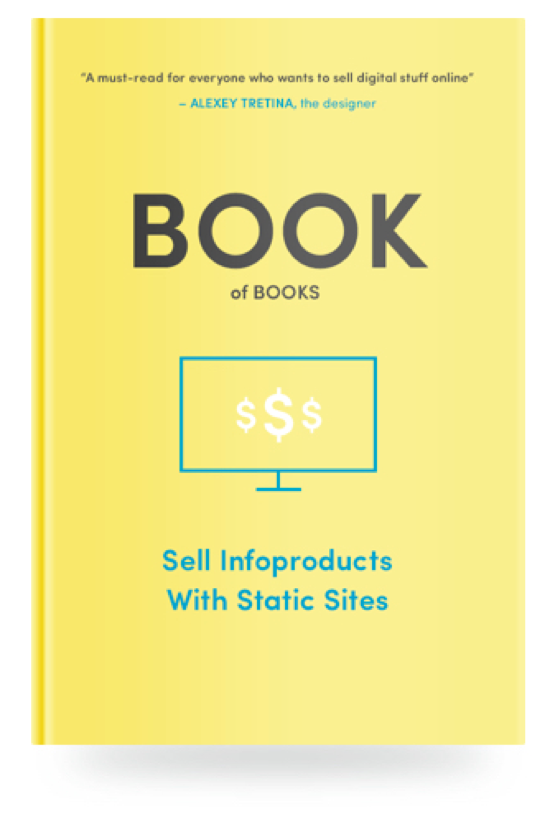 "A must-read for everyone who wants to sell digital stuff online"
– ALEXEY TRETINA, the designer
BOOK
of BOOKS
$ $ $
Sell Infoproducts
With Static Sites